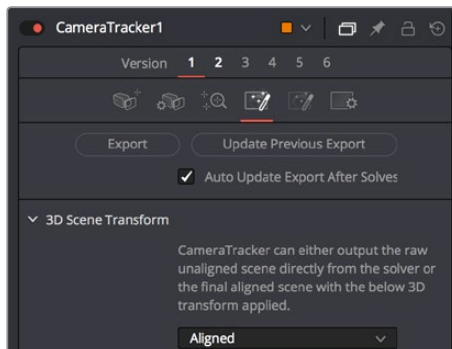 CameraTracker1
Version 1 2 3 4 5 6
Export Update Previous Export
Auto Update Export After Solves
3D Scene Transform
CameraTracker can either output the raw
unaligned scene directly from the solver or
the final aligned scene with the below 3D
transform applied.
Aligned